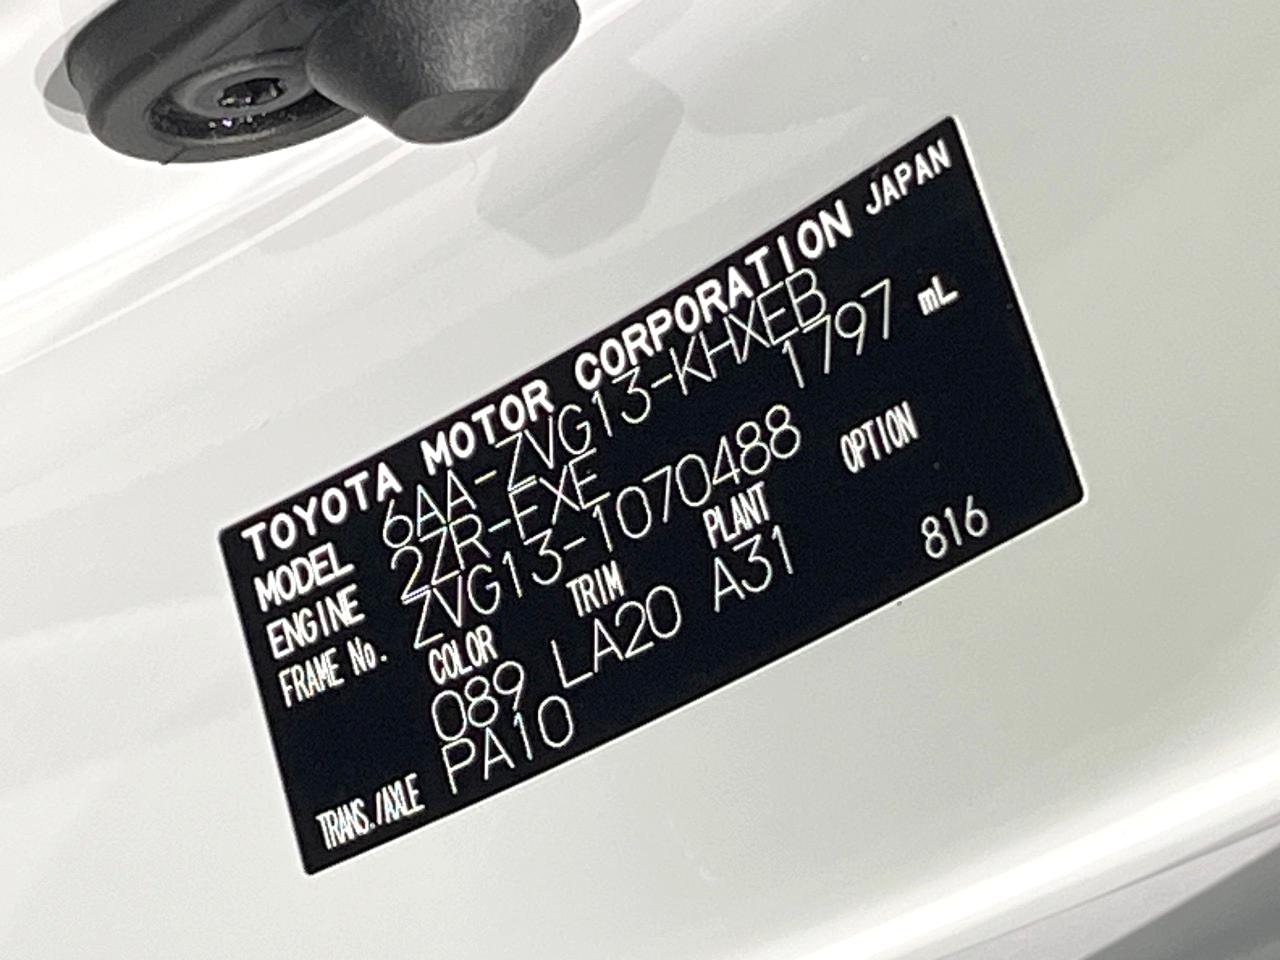 TOYOTA MOTOR CORPORATION JAPAN
MODEL 6AA-ZVG13-KHXEB
ENGINE 2ZR-FXE 1797 mL
FRAME No. ZVG13-1070488
COLOR TRIM PLANT OPTION
089 LA20 A31 816
TRANS./AXLE PA10